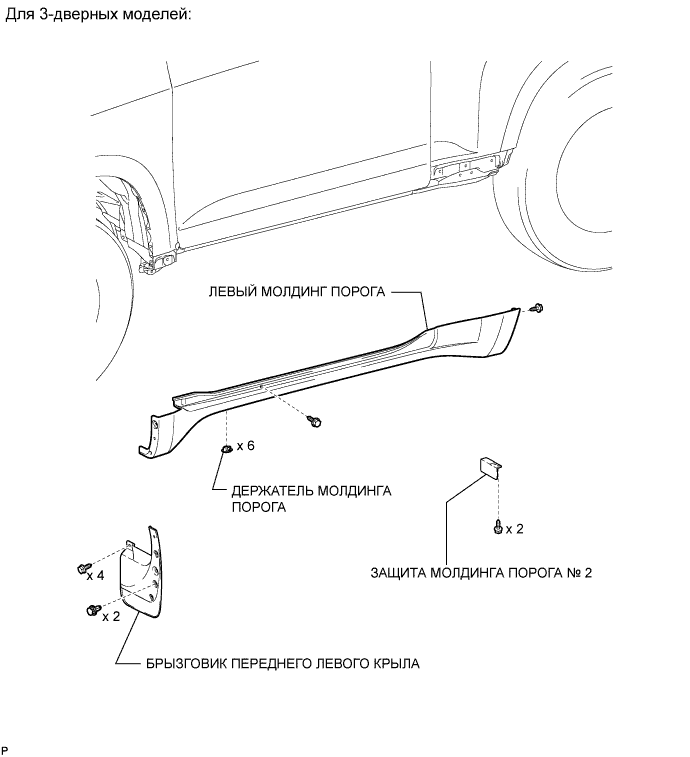 Для 3-дверных моделей:
ЛЕВЫЙ МОЛДИНГ ПОРОГА
x 6
ДЕРЖАТЕЛЬ МОЛДИНГА
ПОРОГА
x 2
ЗАЩИТА МОЛДИНГА ПОРОГА № 2
x 4
x 2
БРЫЗГОВИК ПЕРЕДНЕГО ЛЕВОГО КРЫЛА
P